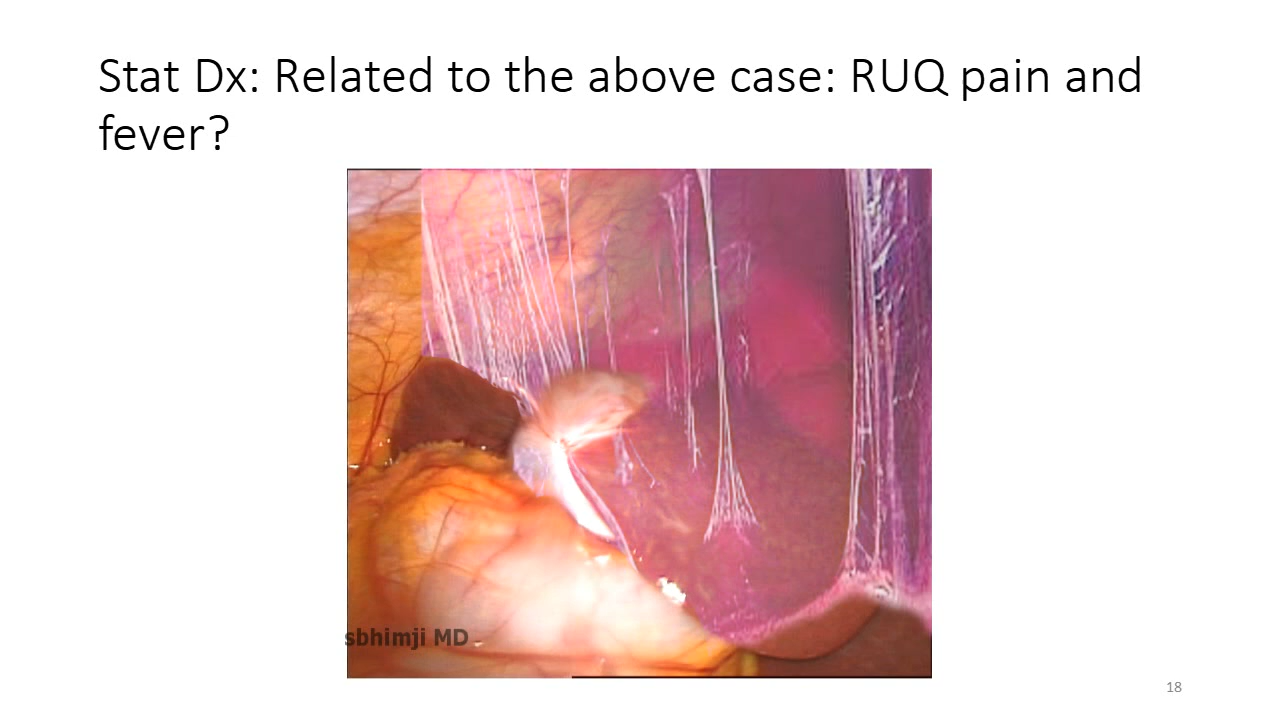 Stat Dx: Related to the above case: RUQ pain and
fever?
sbhimji MD
18